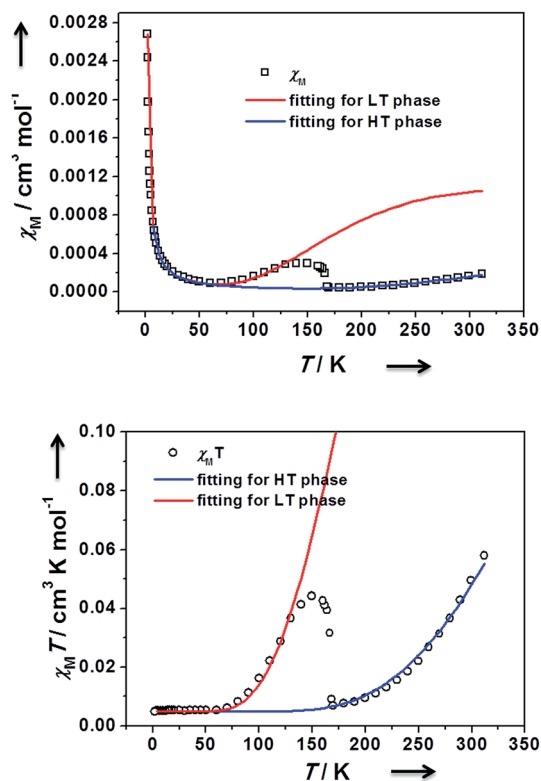 0.0028
0.0024
0.0020
0.0016
0.0012
0.0008
0.0004
0.0000
χM / cm³ mol⁻¹
χM
fitting for LT phase
fitting for HT phase
0 50 100 150 200 250 300 350
T / K
0.10
0.08
0.06
0.04
0.02
0.00
χMT / cm³ K mol⁻¹
χMT
fitting for HT phase
fitting for LT phase
0 50 100 150 200 250 300 350
T / K